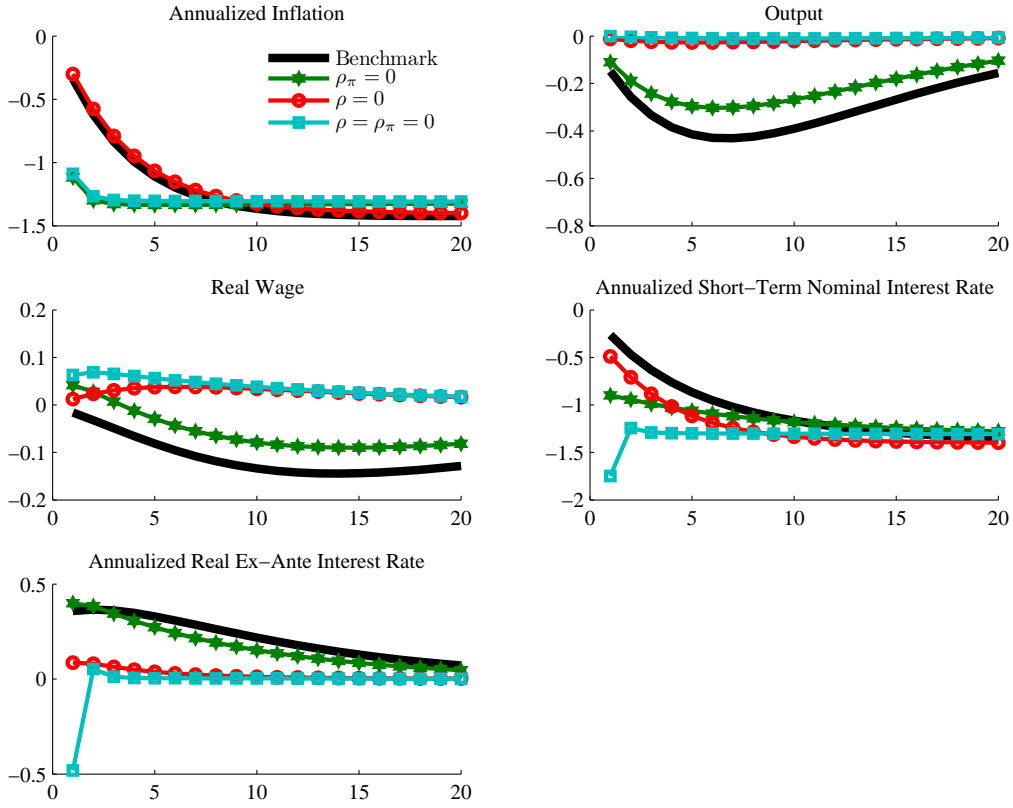 Annualized Inflation
0
−0.5
−1
−1.5
0 5 10 15 20
Benchmark
ρπ = 0
ρ = 0
ρ = ρπ = 0
Output
0
−0.2
−0.4
−0.6
−0.8
0 5 10 15 20
Real Wage
0.2
0.1
0
−0.1
−0.2
0 5 10 15 20
Annualized Short−Term Nominal Interest Rate
0
−0.5
−1
−1.5
−2
0 5 10 15 20
Annualized Real Ex−Ante Interest Rate
0.5
0
−0.5
0 5 10 15 20